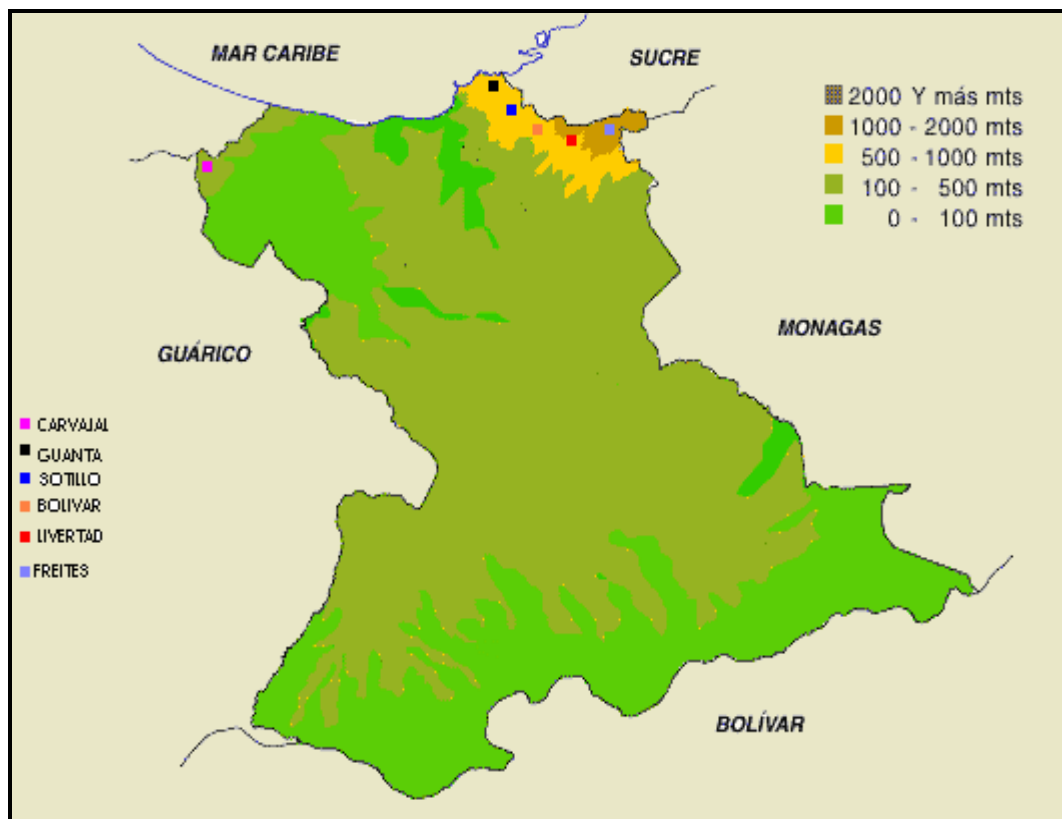 MAR CARIBE
SUCRE
2000 Y más mts
1000 - 2000 mts
500 - 1000 mts
100 - 500 mts
0 - 100 mts
MONAGAS
GUÁRICO
CARVAJAL
GUANTA
SOTILLO
BOLIVAR
LIVERTAD
FREITES
BOLÍVAR